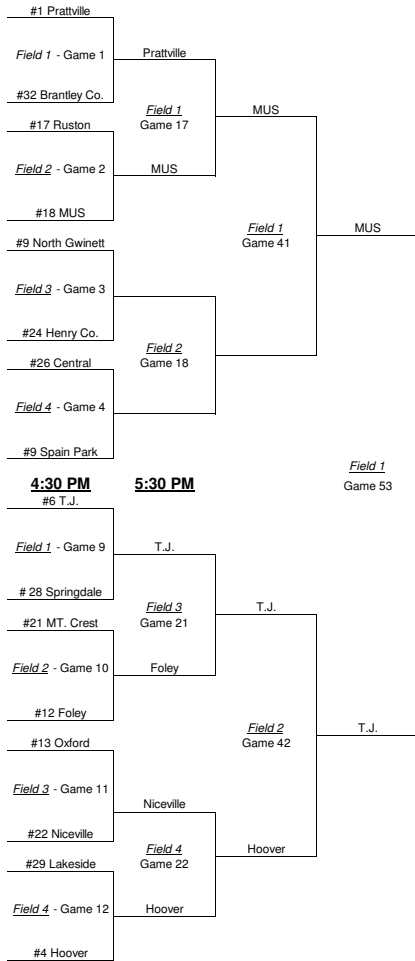 #1 Prattville
Field 1 - Game 1
Prattville
#32 Brantley Co.
Field 1
Game 17
MUS
#17 Ruston
Field 2 - Game 2
MUS
#18 MUS
Field 1
Game 41
MUS
#9 North Gwinett
Field 3 - Game 3
#24 Henry Co.
Field 2
Game 18
#26 Central
Field 4 - Game 4
#9 Spain Park
Field 1
Game 53
4:30 PM 5:30 PM
#6 T.J.
Field 1 - Game 9
T.J.
# 28 Springdale
Field 3
Game 21
T.J.
#21 MT. Crest
Field 2 - Game 10
Foley
#12 Foley
Field 2
Game 42
T.J.
#13 Oxford
Field 3 - Game 11
Niceville
#22 Niceville
Field 4
Game 22
Hoover
#29 Lakeside
Field 4 - Game 12
Hoover
#4 Hoover